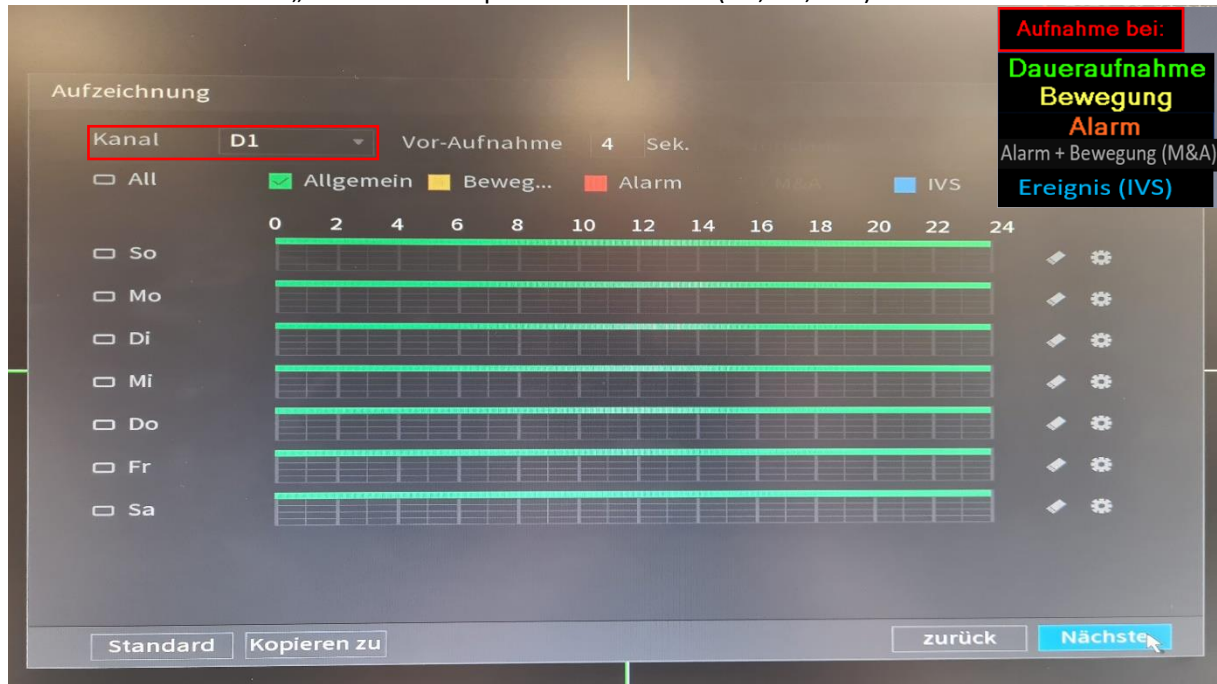 Aufnahme bei:
Daueraufnahme
Bewegung
Alarm
Alarm + Bewegung (M&A)
Ereignis (IVS)
Aufzeichnung
Kanal D1 Vor-Aufnahme 4 Sek.
All Allgemein Beweg... Alarm M&A IVS
0 2 4 6 8 10 12 14 16 18 20 22 24
So
Mo
Di
Mi
Do
Fr
Sa
Standard Kopieren zu zurück Nächste